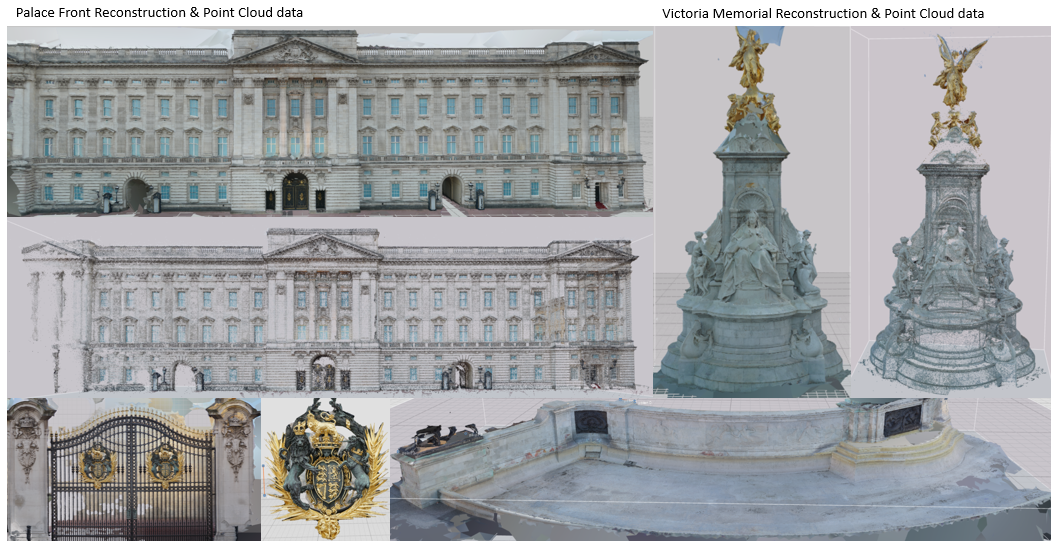 Palace Front Reconstruction & Point Cloud data
Victoria Memorial Reconstruction & Point Cloud data